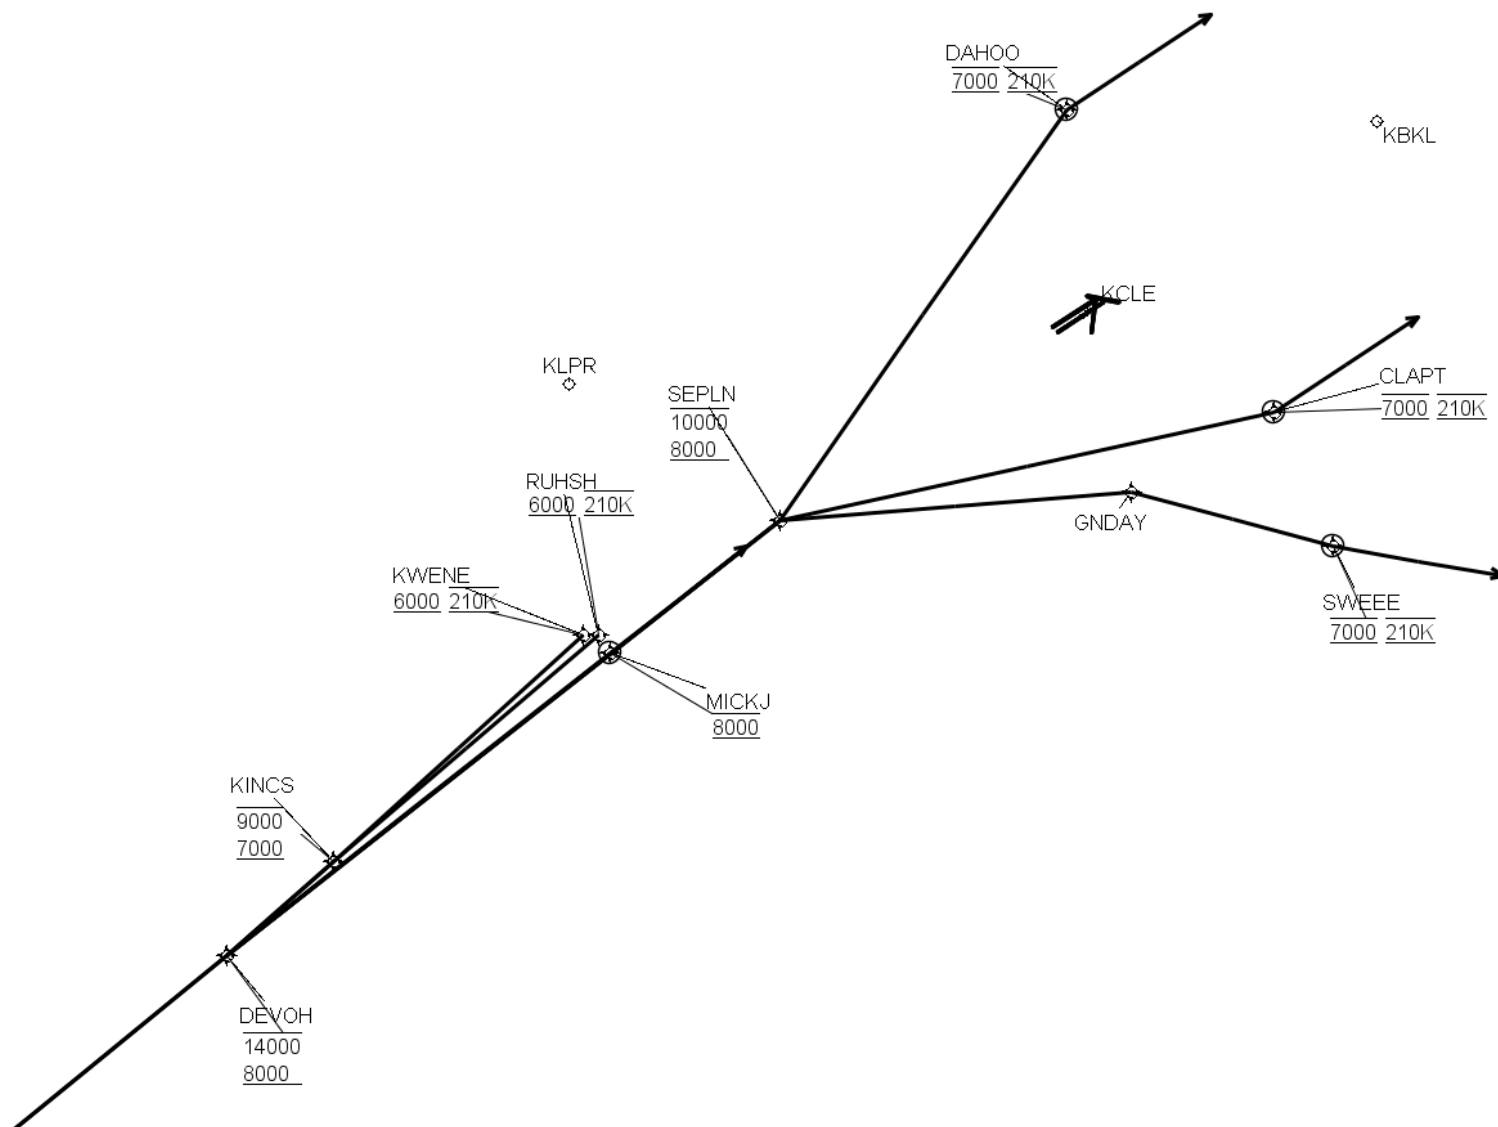 DAHOO
7000 210K
KBKL
KCLE
KLPR
CLAPT
7000 210K
SEPLN
10000
8000
RUHSH
6000 210K
GNDAY
KWENE
6000 210K
SWEEE
7000 210K
MICKJ
8000
KINCS
9000
7000
DEVOH
14000
8000